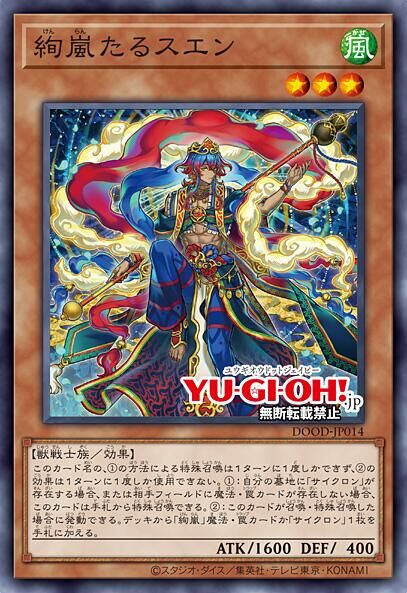 けん らん
絢嵐たるスエン
かぜ
風
ユウギオウドットジェイピー
YU-GI-OH!.jp
無断転載禁止
DOOD-JP014
【獣戦士族/効果】
このカード名の、①の方法による特殊召喚は1ターンに1度しかできず、②の
効果は1ターンに1度しか使用できない。①:自分の墓地に「サイクロン」が
存在する場合、または相手フィールドに魔法・罠カードが存在しない場合、こ
のカードは手札から特殊召喚できる。②:このカードが召喚・特殊召喚した
場合に発動できる。デッキから「絢嵐」魔法・罠カードか「サイクロン」1枚を
手札に加える。
ATK/1600 DEF/ 400
©スタジオ・ダイス/集英社・テレビ東京・KONAMI